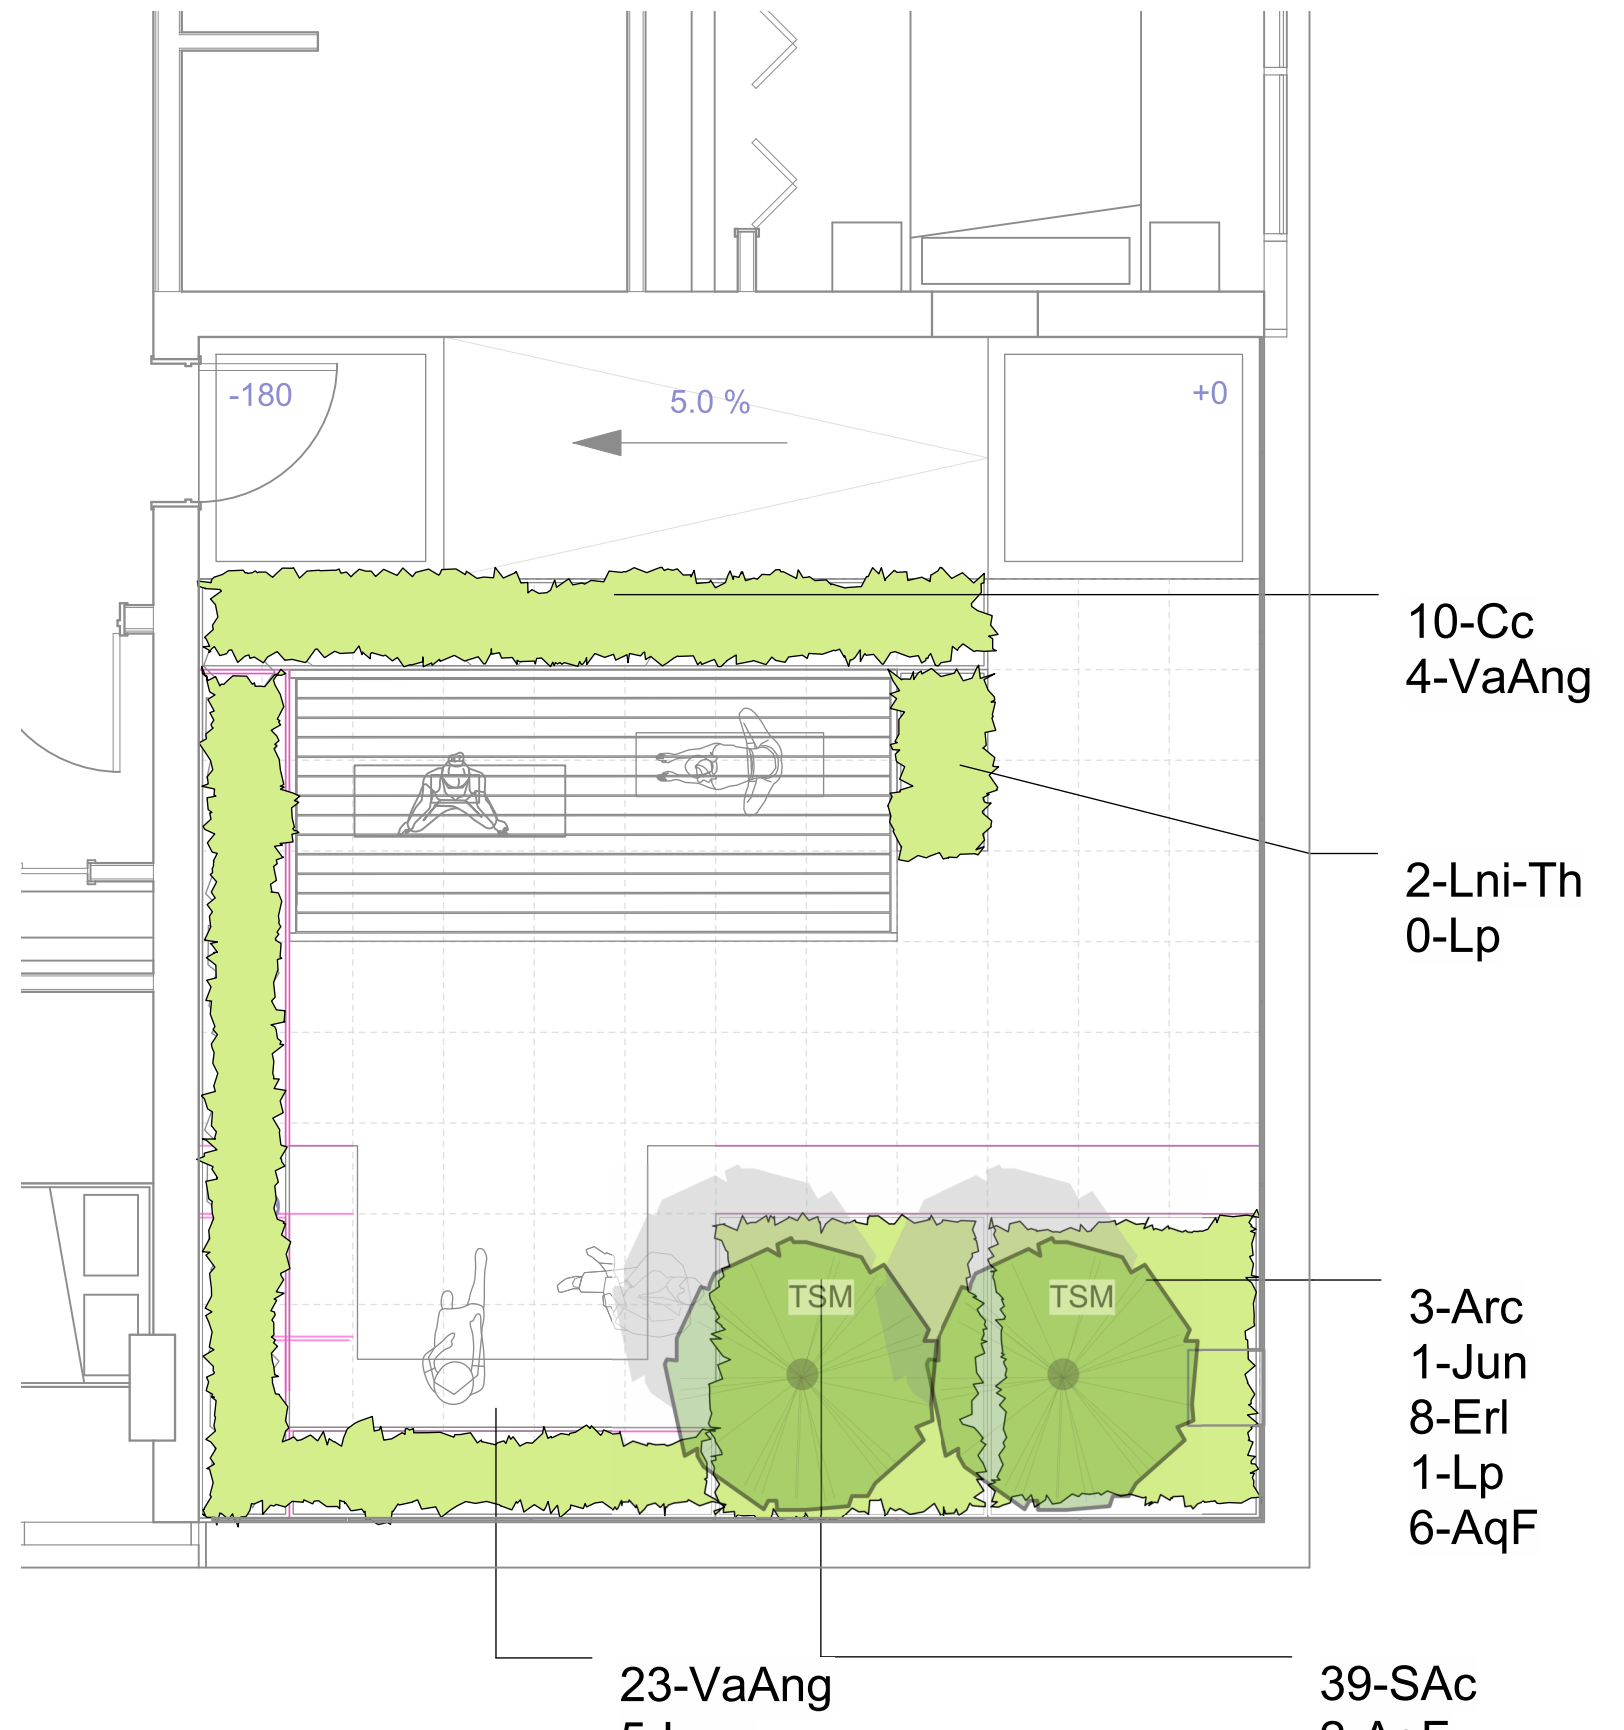 -180
5.0 %
+0
10-Cc
4-VaAng
2-Lni-Th
0-Lp
TSM
TSM
3-Arc
1-Jun
8-Erl
1-Lp
6-AqF
23-VaAng
39-SAc